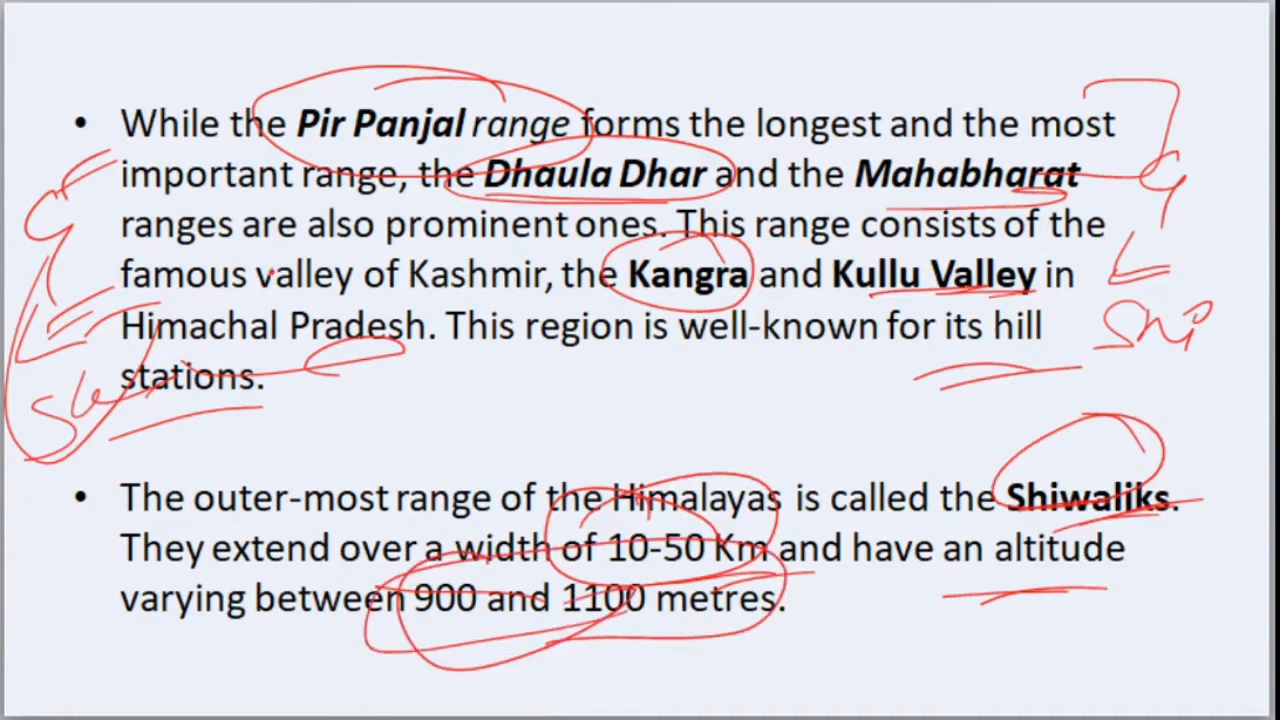 • While the Pir Panjal range forms the longest and the most
important range, the Dhaula Dhar and the Mahabharat
ranges are also prominent ones. This range consists of the
famous valley of Kashmir, the Kangra and Kullu Valley in
Himachal Pradesh. This region is well-known for its hill
stations.
• The outer-most range of the Himalayas is called the Shiwaliks.
They extend over a width of 10-50 Km and have an altitude
varying between 900 and 1100 metres.
G
L
Shi